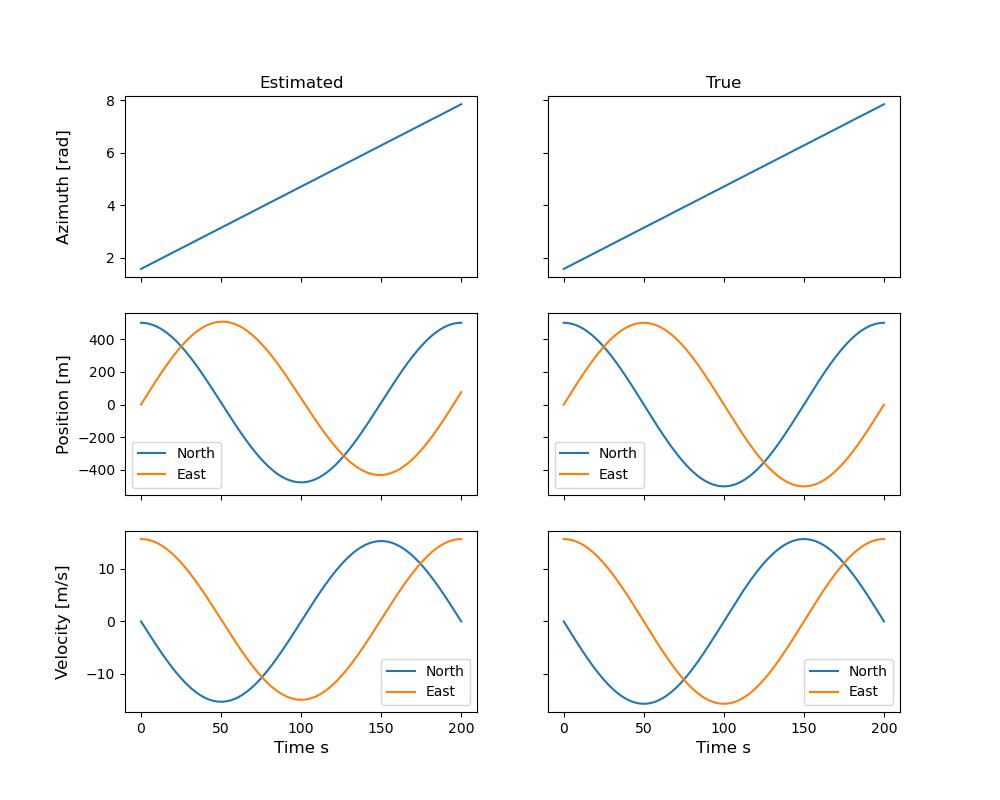 Estimated
True
Azimuth [rad]
8
6
4
2
Position [m]
400
200
0
−200
−400
North
East
North
East
Velocity [m/s]
10
0
−10
North
East
North
East
0 50 100 150 200
0 50 100 150 200
Time s
Time s